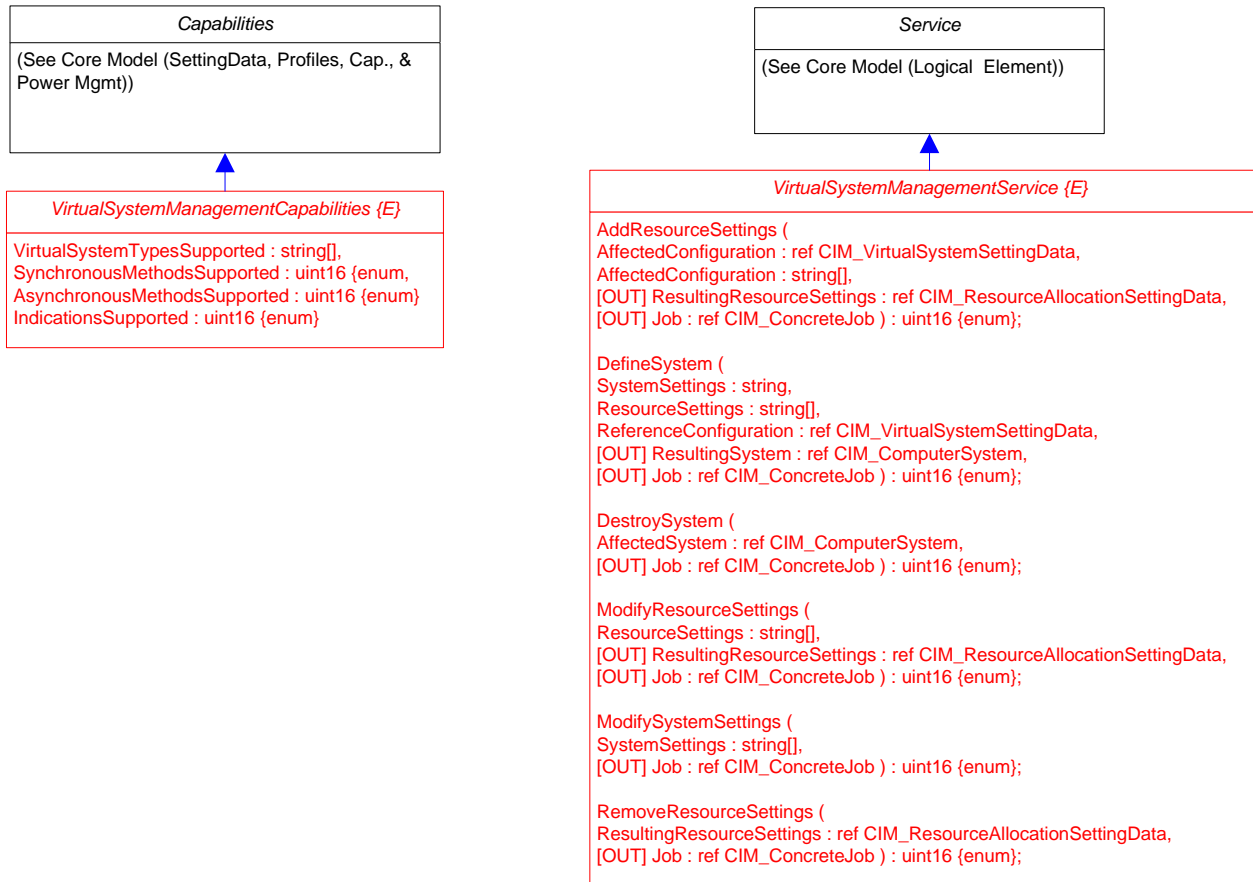 Capabilities
(See Core Model (SettingData, Profiles, Cap., &
Power Mgmt))
VirtualSystemManagementCapabilities {E}
VirtualSystemTypesSupported : string[],
SynchronousMethodsSupported : uint16 {enum,
AsynchronousMethodsSupported : uint16 {enum}
IndicationsSupported : uint16 {enum}
Service
(See Core Model (Logical  Element))
VirtualSystemManagementService {E}
AddResourceSettings (
AffectedConfiguration : ref CIM_VirtualSystemSettingData,
AffectedConfiguration : string[],
[OUT] ResultingResourceSettings : ref CIM_ResourceAllocationSettingData,
[OUT] Job : ref CIM_ConcreteJob ) : uint16 {enum};
DefineSystem (
SystemSettings : string,
ResourceSettings : string[],
ReferenceConfiguration : ref CIM_VirtualSystemSettingData,
[OUT] ResultingSystem : ref CIM_ComputerSystem,
[OUT] Job : ref CIM_ConcreteJob ) : uint16 {enum};
DestroySystem (
AffectedSystem : ref CIM_ComputerSystem,
[OUT] Job : ref CIM_ConcreteJob ) : uint16 {enum};
ModifyResourceSettings (
ResourceSettings : string[],
[OUT] ResultingResourceSettings : ref CIM_ResourceAllocationSettingData,
[OUT] Job : ref CIM_ConcreteJob ) : uint16 {enum};
ModifySystemSettings (
SystemSettings : string[],
[OUT] Job : ref CIM_ConcreteJob ) : uint16 {enum};
RemoveResourceSettings (
ResultingResourceSettings : ref CIM_ResourceAllocationSettingData,
[OUT] Job : ref CIM_ConcreteJob ) : uint16 {enum};